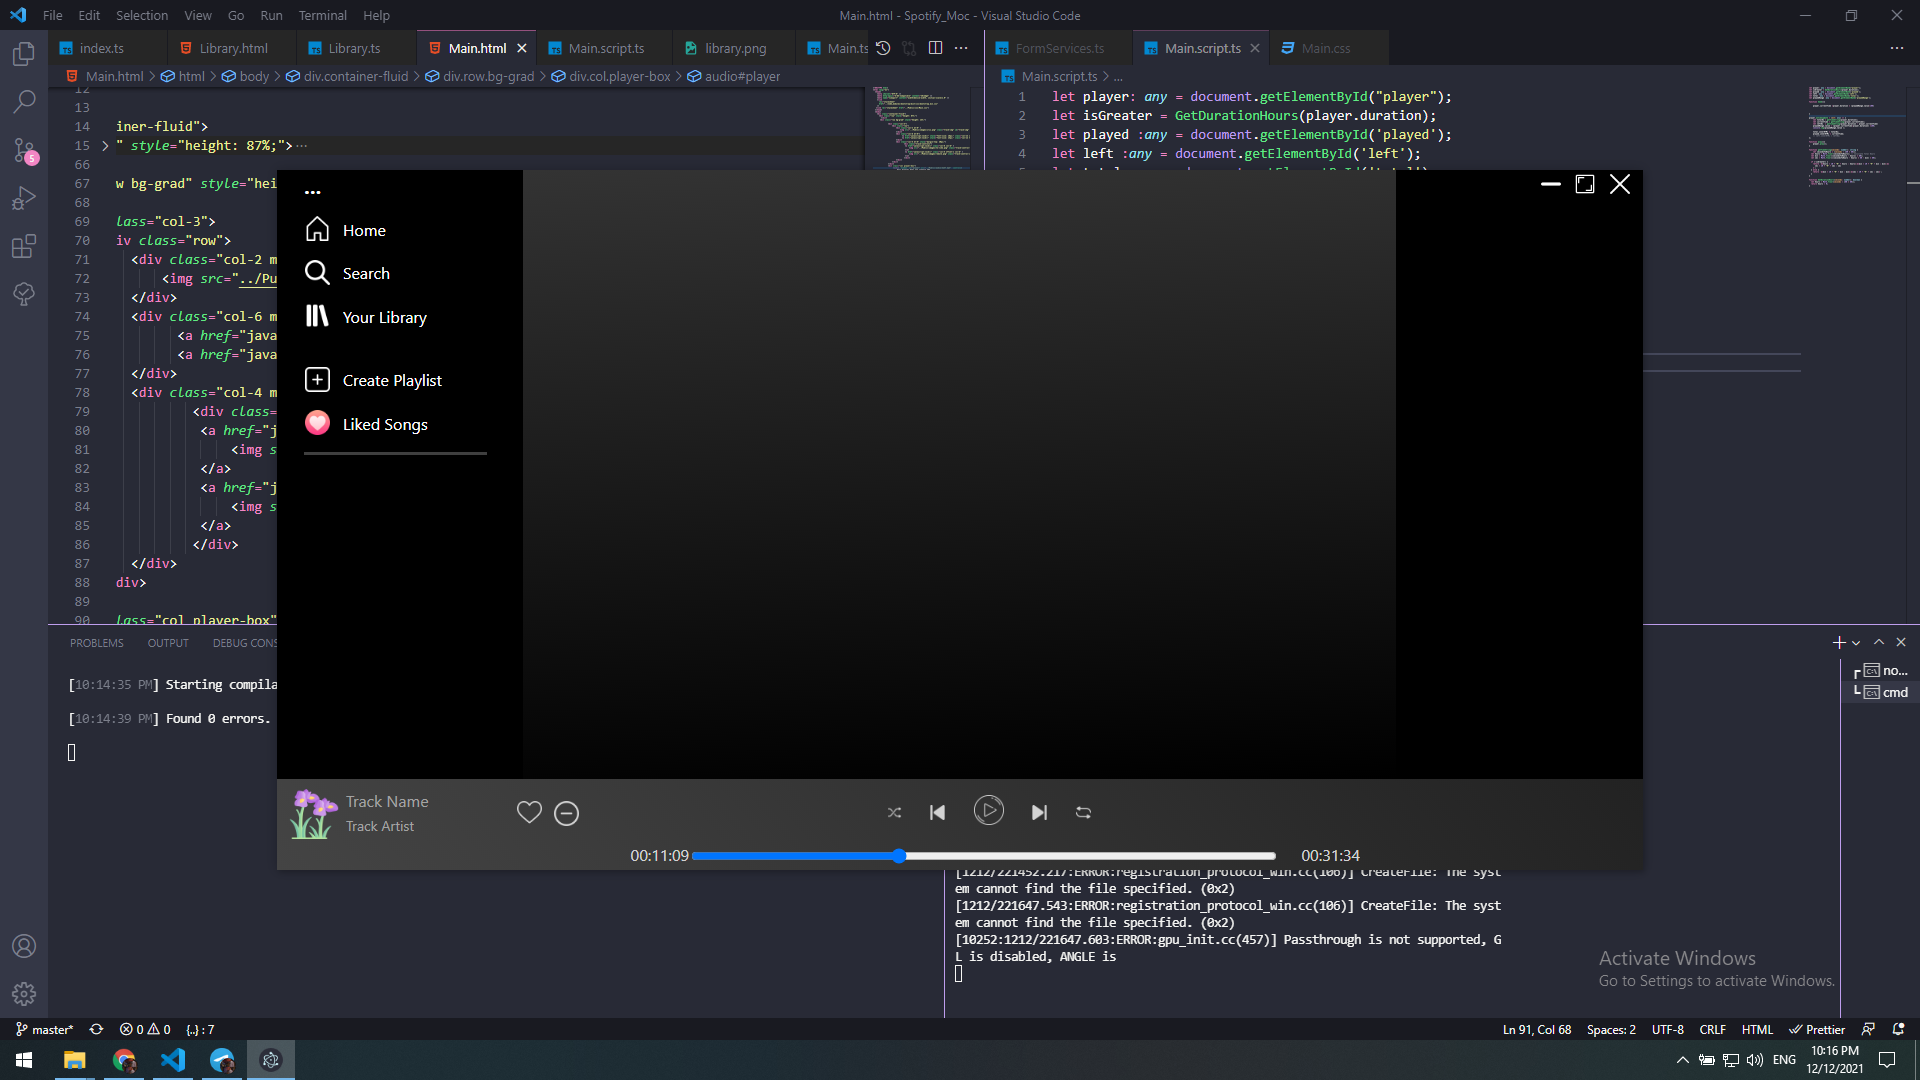 File Edit Selection View Go Run Terminal Help
Main.html - Spotify_Moc - Visual Studio Code
index.ts Library.html Library.ts Main.html Main.script.ts library.png Main.ts
FormServices.ts Main.script.ts Main.css
Main.html > html > body > div.container-fluid > div.row.bg-grad > div.col.player-box > audio#player
Main.script.ts > ...
12
13
14 iner-fluid">
15 " style="height: 87%;">...
66
67 w bg-grad" style="hei
68
69 lass="col-3">
70 iv class="row">
71 <div class="col-2 m
72 <img src="../Pu
73 </div>
74 <div class="col-6 m
75 <a href="java
76 <a href="java
77 </div>
78 <div class="col-4 m
79 <div class=
80 <a href="j
81 <img s
82 </a>
83 <a href="j
84 <img s
85 </a>
86 </div>
87 </div>
88 div>
89
90 lass="col player-box"
1 let player: any = document.getElementById("player");
2 let isGreater = GetDurationHours(player.duration);
3 let played :any = document.getElementById('played');
4 let left :any = document.getElementById('left');
...
Home
Search
Your Library
Create Playlist
Liked Songs
Track Name
Track Artist
00:11:09
00:31:34
PROBLEMS OUTPUT DEBUG CONS
[10:14:35 PM] Starting compila
[10:14:39 PM] Found 0 errors.
no...
cmd
[1212/221452.217:ERROR:registration_protocol_win.cc(106)] CreateFile: The syst
em cannot find the file specified. (0x2)
[1212/221647.543:ERROR:registration_protocol_win.cc(106)] CreateFile: The syst
em cannot find the file specified. (0x2)
[10252:1212/221647.603:ERROR:gpu_init.cc(457)] Passthrough is not supported, G
L is disabled, ANGLE is
Activate Windows
Go to Settings to activate Windows.
master* 0 0 {..} : 7
Ln 91, Col 68 Spaces: 2 UTF-8 CRLF HTML Prettier
5
ENG
10:16 PM
12/12/2021